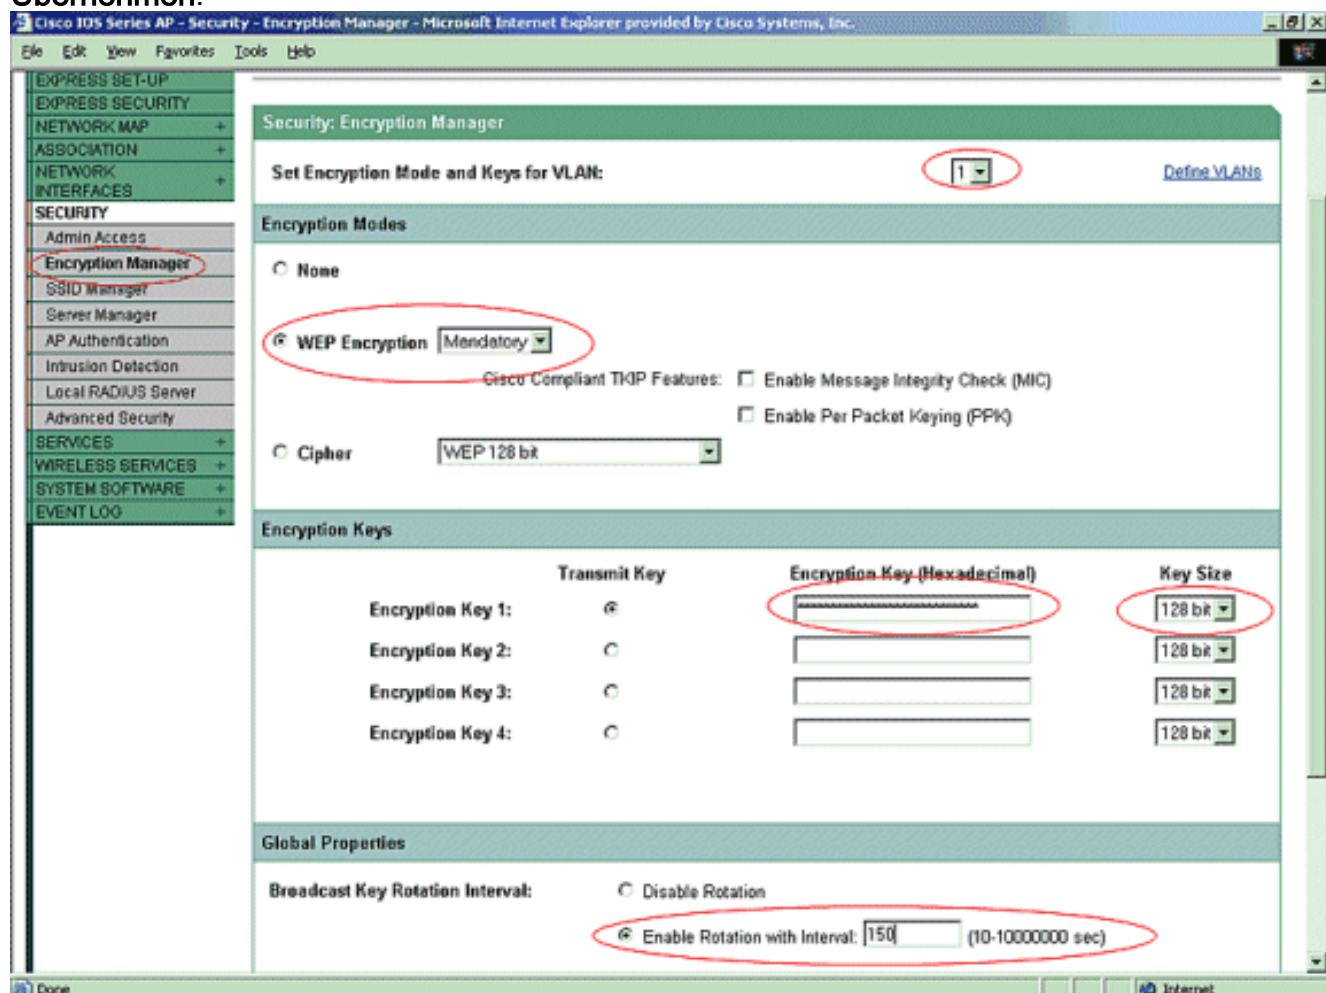 Übernehmen.
Cisco IOS Series AP - Security - Encryption Manager - Microsoft Internet Explorer provided by Cisco Systems, Inc.
File Edit View Favorites Tools Help
EXPRESS SET-UP
EXPRESS SECURITY
NETWORK MAP +
ASSOCIATION +
NETWORK INTERFACES +
SECURITY
Admin Access
Encryption Manager
SSID Manager
Server Manager
AP Authentication
Intrusion Detection
Local RADIUS Server
Advanced Security
SERVICES +
WIRELESS SERVICES +
SYSTEM SOFTWARE +
EVENT LOG +
Security: Encryption Manager
Set Encryption Mode and Keys for VLAN: 1 Define VLANs
Encryption Modes
None
WEP Encryption Mandatory
Cisco Compliant TKIP Features: Enable Message Integrity Check (MIC)
Enable Per Packet Keying (PPK)
Cipher WEP 128 bit
Encryption Keys
Transmit Key Encryption Key (Hexadecimal) Key Size
Encryption Key 1: ************************** 128 bit
Encryption Key 2: 128 bit
Encryption Key 3: 128 bit
Encryption Key 4: 128 bit
Global Properties
Broadcast Key Rotation Interval: Disable Rotation
Enable Rotation with Interval: 150 (10-10000000 sec)
Done Internet